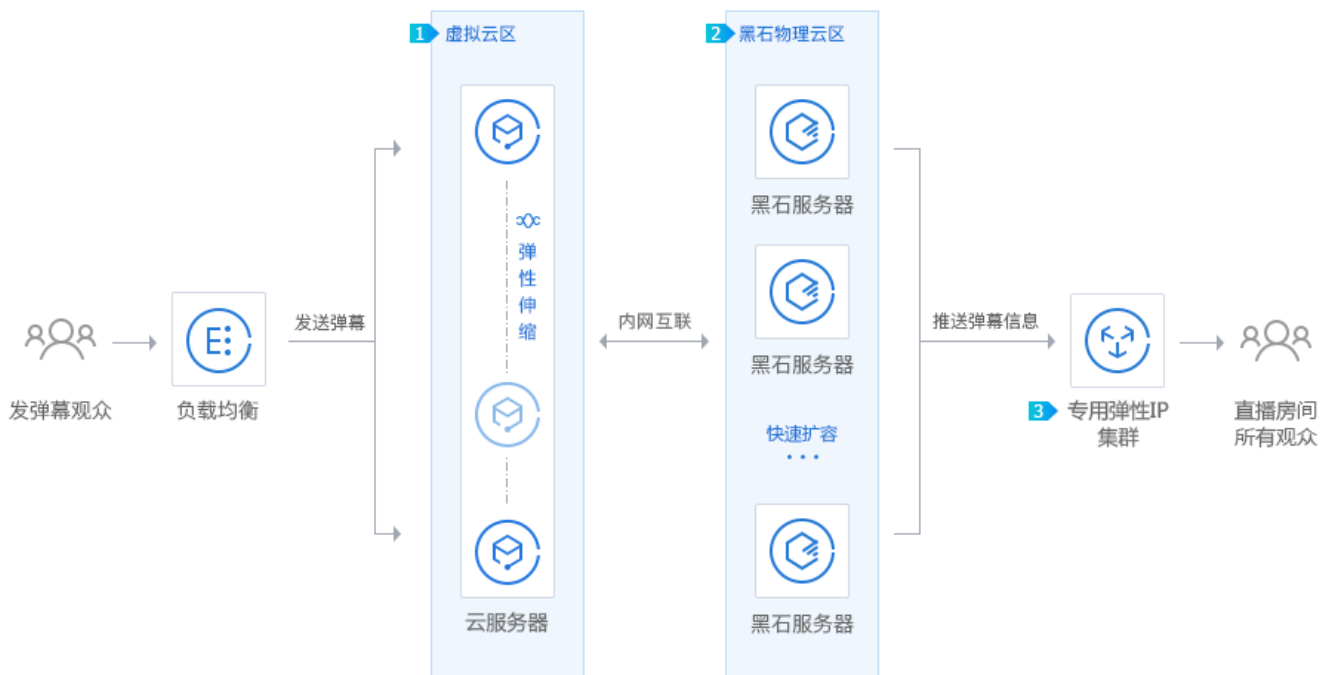 1 虚拟云区
2 黑石物理云区
黑石服务器
弹
性
伸
缩
发送弹幕
内网互联
推送弹幕信息
黑石服务器
发弹幕观众
负载均衡
3 专用弹性IP
集群
直播房间
所有观众
快速扩容
云服务器
黑石服务器